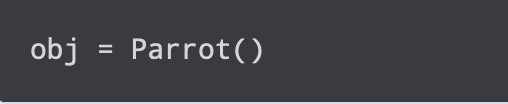 obj = Parrot()